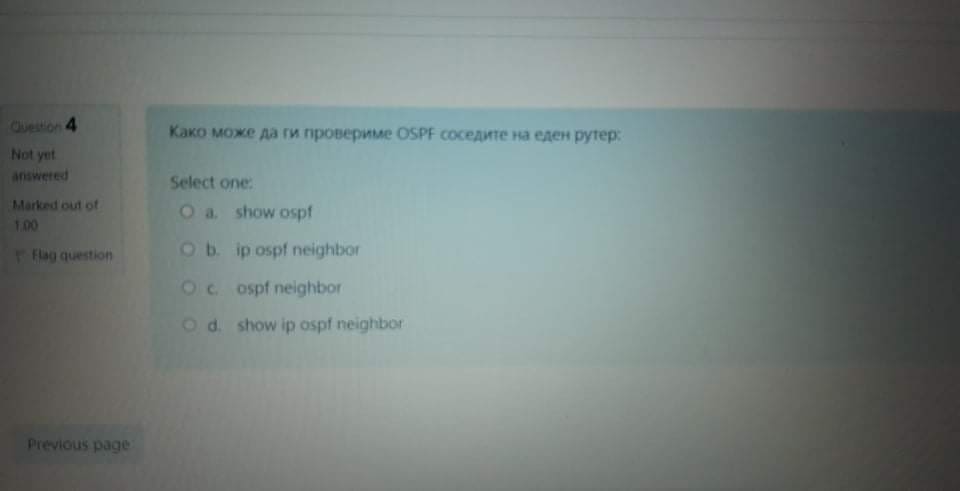 Question 4
Not yet
answered
Marked out of
1.00
Flag question
Како може да ги провериме OSPF соседите на еден рутер:
Select one:
a. show ospf
b. ip ospf neighbor
c. ospf neighbor
d. show ip ospf neighbor
Previous page